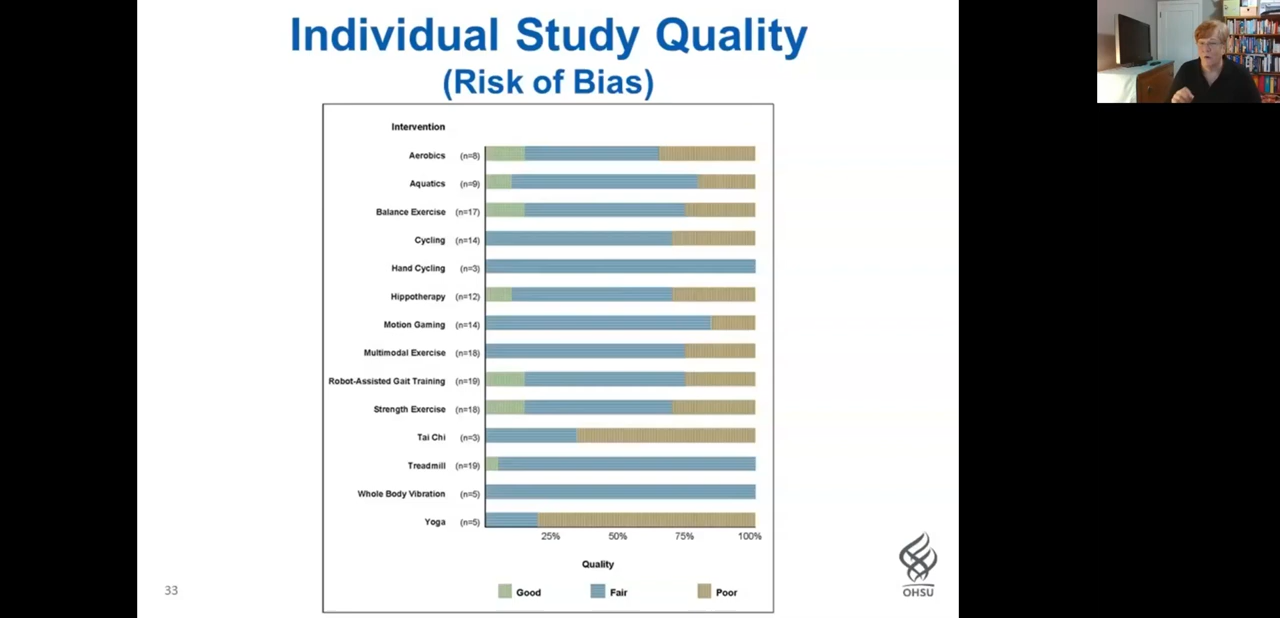 Individual Study Quality
(Risk of Bias)
Intervention
Aerobics (n=8)
Aquatics (n=9)
Balance Exercise (n=17)
Cycling (n=14)
Hand Cycling (n=3)
Hippotherapy (n=12)
Motion Gaming (n=14)
Multimodal Exercise (n=18)
Robot-Assisted Gait Training (n=19)
Strength Exercise (n=18)
Tai Chi (n=3)
Treadmill (n=19)
Whole Body Vibration (n=5)
Yoga (n=5)
25% 50% 75% 100%
Quality
Good Fair Poor
33
OHSU